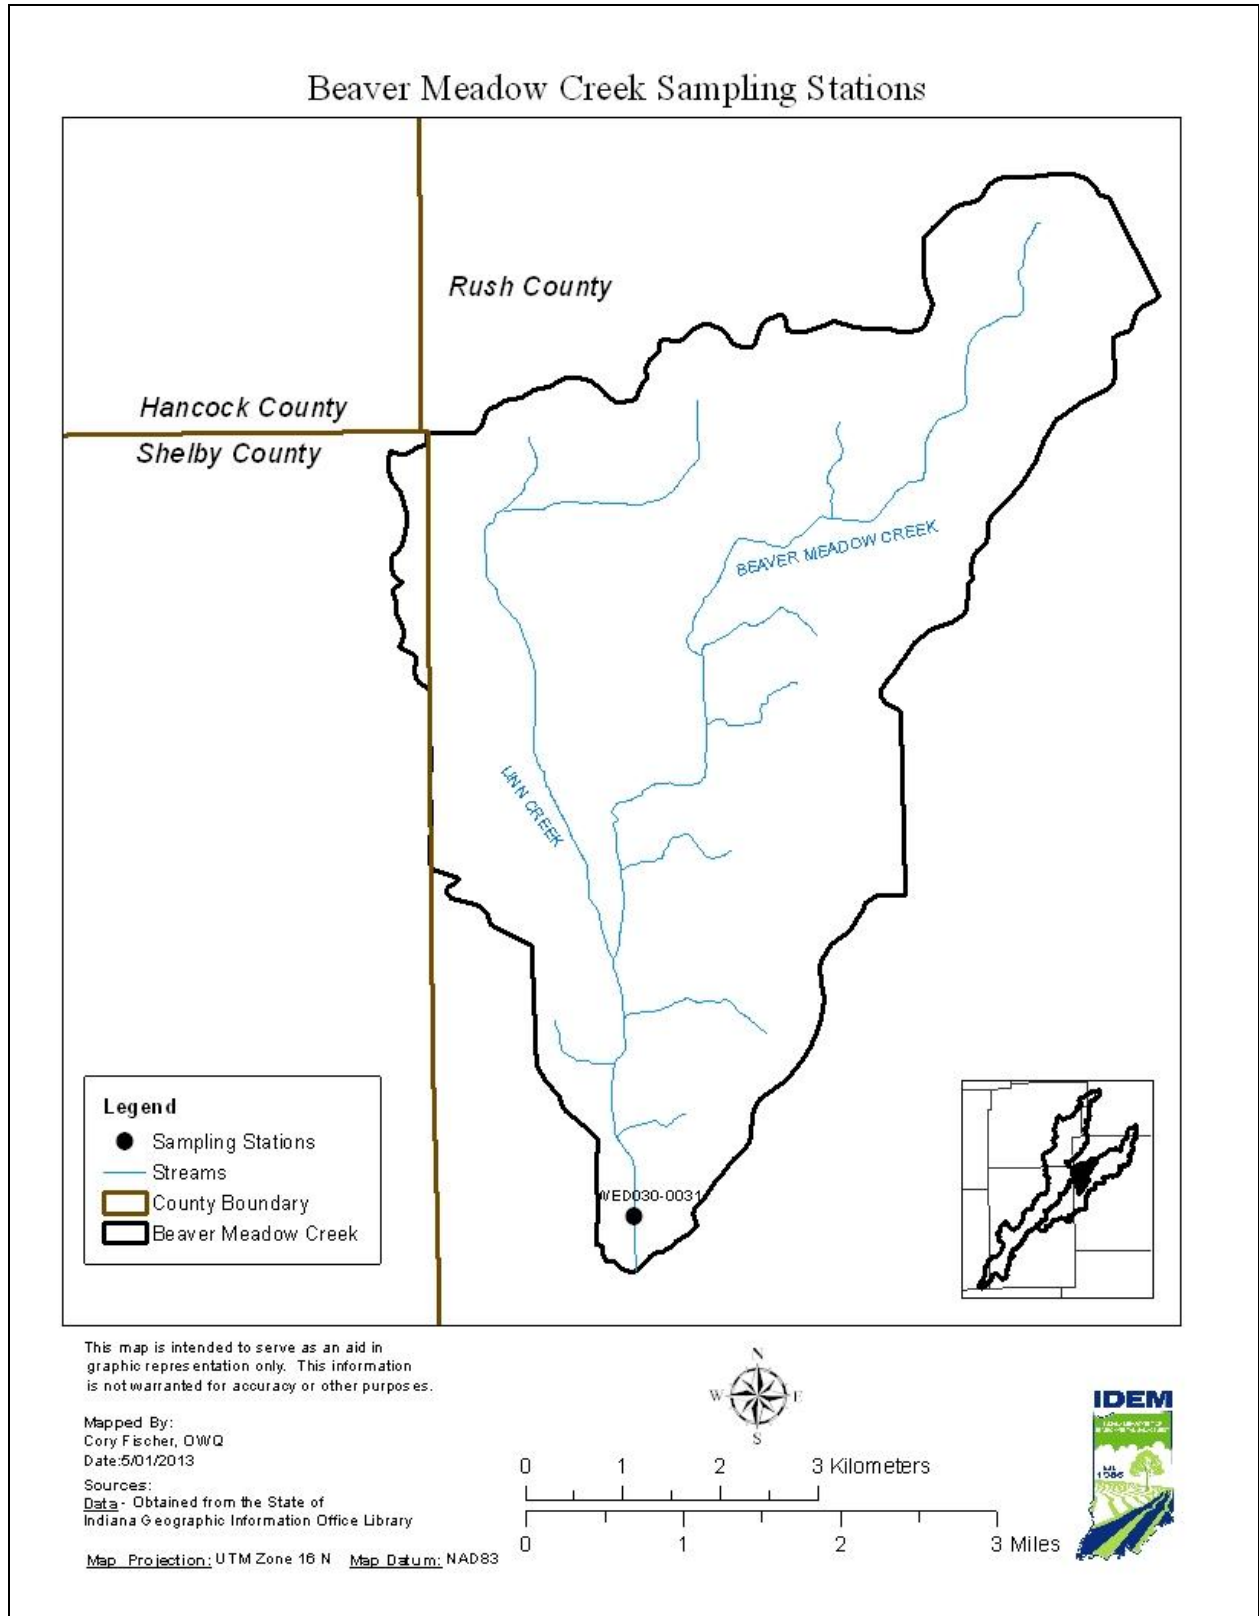 Beaver Meadow Creek Sampling Stations
Rush County
Hancock County
Shelby County
BEAVER MEADOW CREEK
LINN CREEK
Legend
Sampling Stations
Streams
County Boundary
Beaver Meadow Creek
WED030-0031
This map is intended to serve as an aid in
graphic representation only. This information
is not warranted for accuracy or other purposes.
Mapped By:
Cory Fischer, OWQ
Date:5/01/2013
Sources:
Data - Obtained from the State of
Indiana Geographic Information Office Library
Map Projection: UTM Zone 16 N Map Datum: NAD83
N
W E
S
0 1 2 3 Kilometers
0 1 2 3 Miles
IDEM
1986